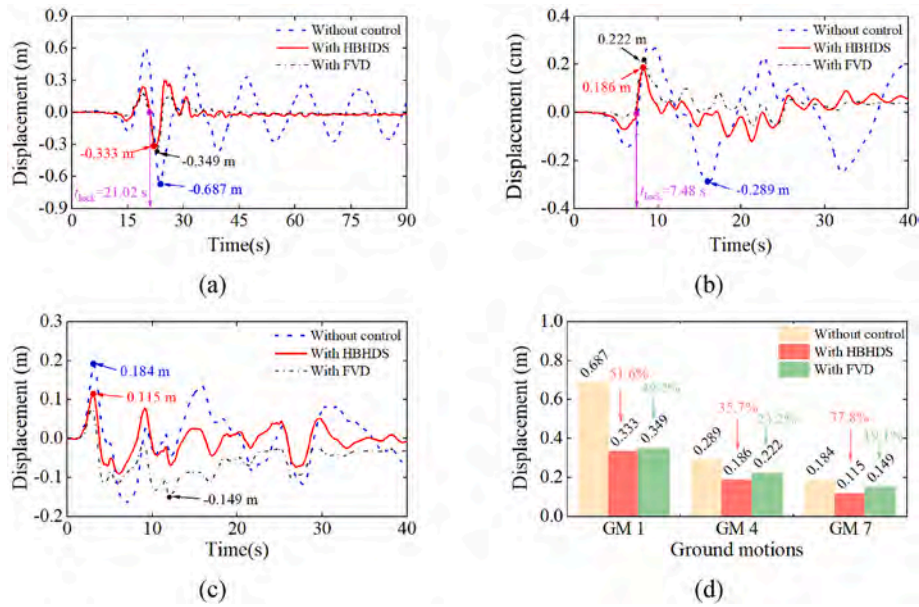 0.9
0.6
0.3
0.0
-0.3
-0.6
-0.9
Displacement (m)
Without control
With HBHDS
With FVD
-0.333 m
-0.349 m
-0.687 m
t_lock=21.02 s
0 15 30 45 60 75 90
Time(s)
(a)
0.4
0.2
0.0
-0.2
-0.4
Displacement (cm)
Without control
With HBHDS
With FVD
0.222 m
0.186 m
-0.289 m
t_lock=7.48 s
0 10 20 30 40
Time(s)
(b)
0.3
0.2
0.1
0.0
-0.1
-0.2
Displacement (m)
Without control
With HBHDS
With FVD
0.184 m
0.115 m
-0.149 m
0 10 20 30 40
Time(s)
(c)
1.0
0.8
0.6
0.4
0.2
0.0
Displacement (m)
Without control
With HBHDS
With FVD
0.687
51.6%
0.333
0.349
0.289
35.7%
0.186
23.2%
0.222
0.184
0.115
19.1%
0.149
GM 1 GM 4 GM 7
Ground motions
(d)